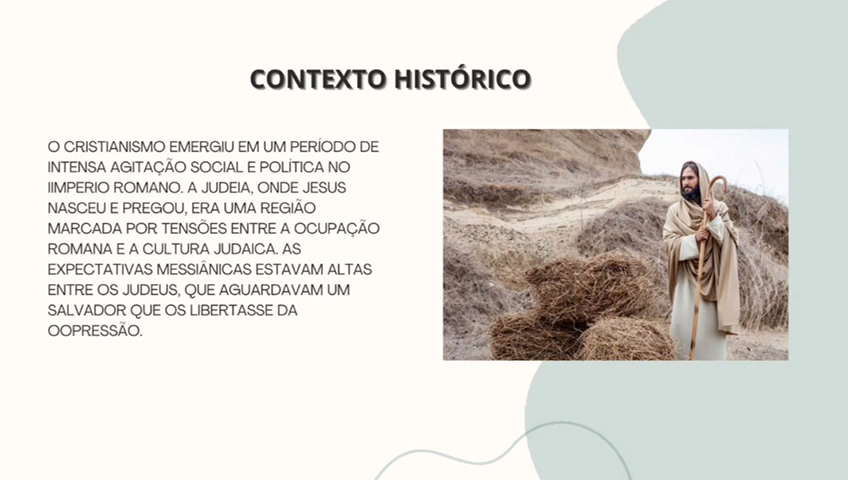 CONTEXTO HISTÓRICO
O CRISTIANISMO EMERGIU EM UM PERÍODO DE
INTENSA AGITAÇÃO SOCIAL E POLÍTICA NO
IIMPERIO ROMANO. A JUDEIA, ONDE JESUS
NASCEU E PREGOU, ERA UMA REGIÃO
MARCADA POR TENSÕES ENTRE A OCUPAÇÃO
ROMANA E A CULTURA JUDAICA. AS
EXPECTATIVAS MESSIÂNICAS ESTAVAM ALTAS
ENTRE OS JUDEUS, QUE AGUARDAVAM UM
SALVADOR QUE OS LIBERTASSE DA
OOPRESSÃO.